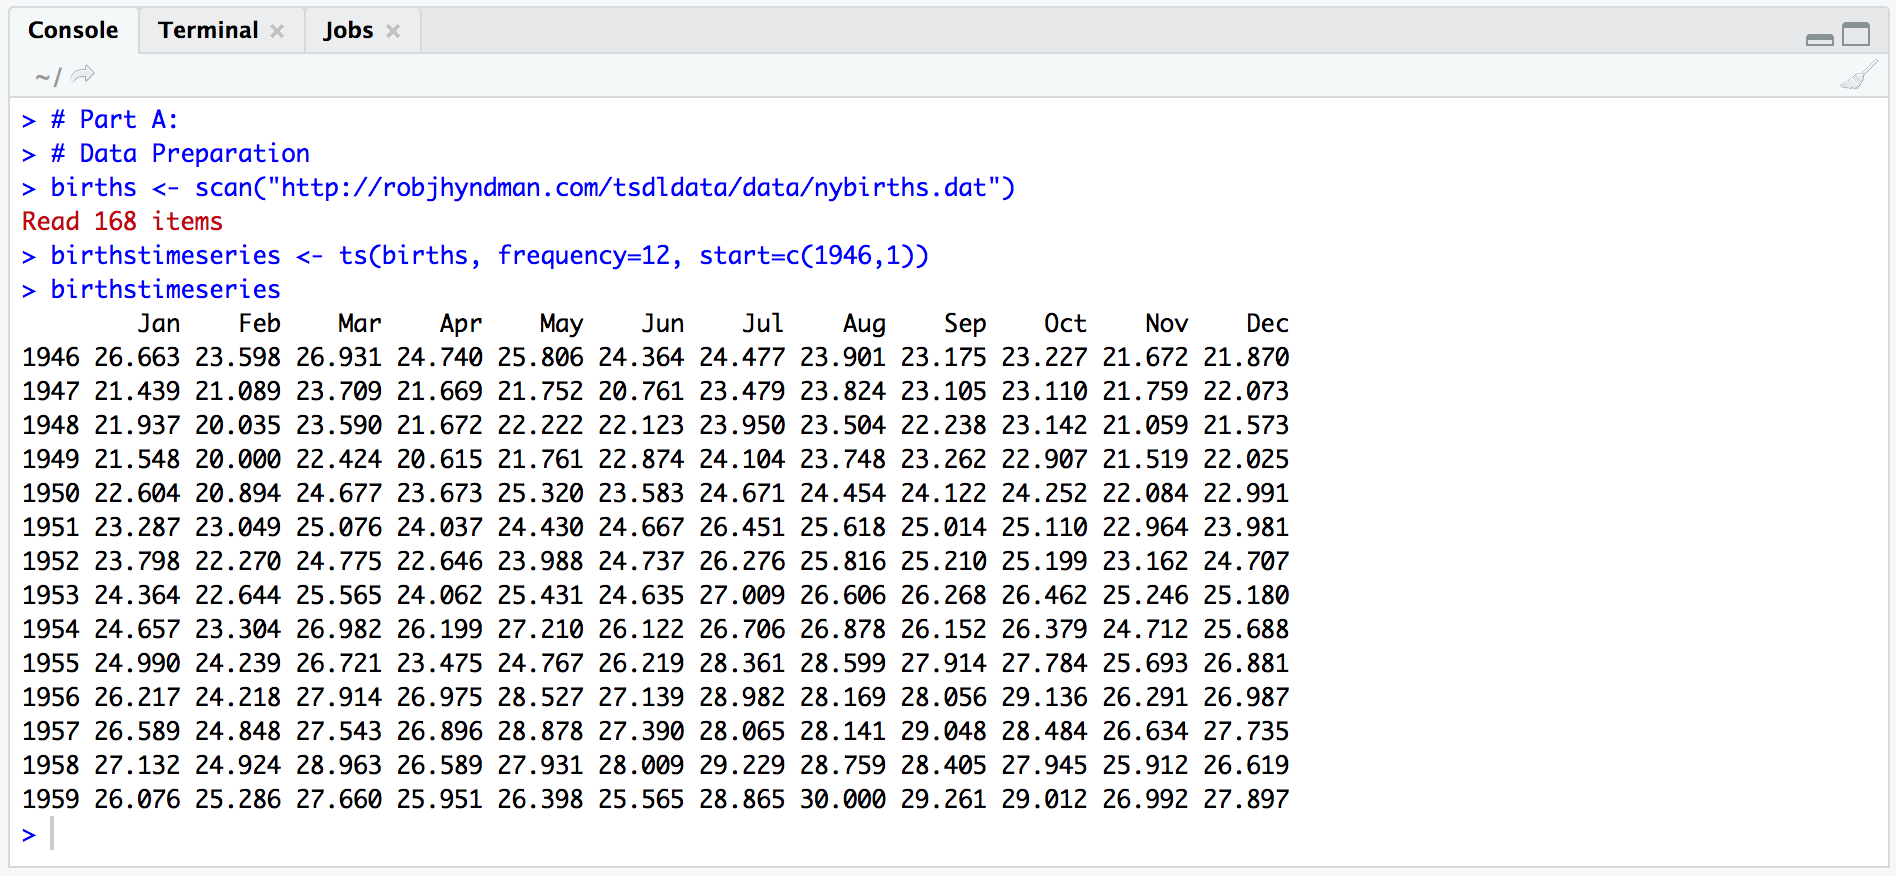 Console Terminal Jobs
~/
> # Part A:
> # Data Preparation
> births <- scan("http://robjhyndman.com/tsdldata/data/nybirths.dat")
Read 168 items
> birthstimeseries <- ts(births, frequency=12, start=c(1946,1))
> birthstimeseries
Jan Feb Mar Apr May Jun Jul Aug Sep Oct Nov Dec
1946 26.663 23.598 26.931 24.740 25.806 24.364 24.477 23.901 23.175 23.227 21.672 21.870
1947 21.439 21.089 23.709 21.669 21.752 20.761 23.479 23.824 23.105 23.110 21.759 22.073
1948 21.937 20.035 23.590 21.672 22.222 22.123 23.950 23.504 22.238 23.142 21.059 21.573
1949 21.548 20.000 22.424 20.615 21.761 22.874 24.104 23.748 23.262 22.907 21.519 22.025
1950 22.604 20.894 24.677 23.673 25.320 23.583 24.671 24.454 24.122 24.252 22.084 22.991
1951 23.287 23.049 25.076 24.037 24.430 24.667 26.451 25.618 25.014 25.110 22.964 23.981
1952 23.798 22.270 24.775 22.646 23.988 24.737 26.276 25.816 25.210 25.199 23.162 24.707
1953 24.364 22.644 25.565 24.062 25.431 24.635 27.009 26.606 26.268 26.462 25.246 25.180
1954 24.657 23.304 26.982 26.199 27.210 26.122 26.706 26.878 26.152 26.379 24.712 25.688
1955 24.990 24.239 26.721 23.475 24.767 26.219 28.361 28.599 27.914 27.784 25.693 26.881
1956 26.217 24.218 27.914 26.975 28.527 27.139 28.982 28.169 28.056 29.136 26.291 26.987
1957 26.589 24.848 27.543 26.896 28.878 27.390 28.065 28.141 29.048 28.484 26.634 27.735
1958 27.132 24.924 28.963 26.589 27.931 28.009 29.229 28.759 28.405 27.945 25.912 26.619
1959 26.076 25.286 27.660 25.951 26.398 25.565 28.865 30.000 29.261 29.012 26.992 27.897
>